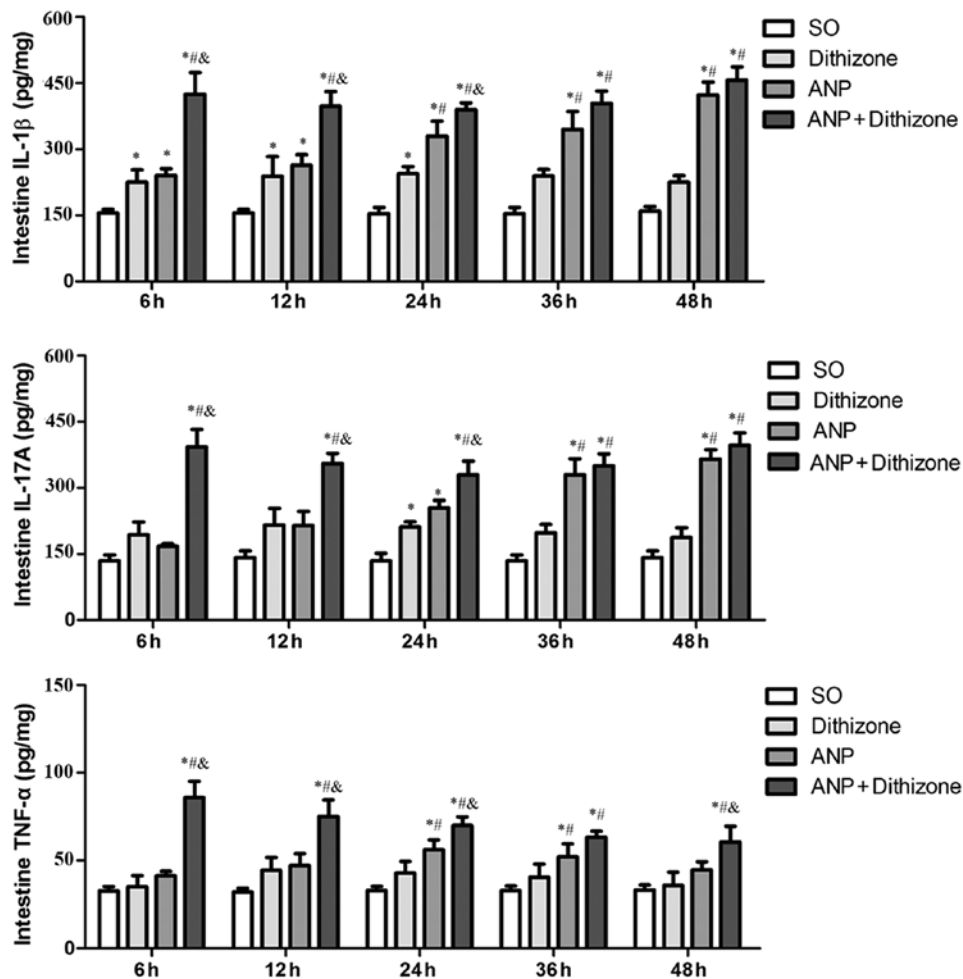 Intestine IL-1β (pg/mg)
600
450
300
150
0
* * *#&
* * *#&
* *# *#&
*# *#
*# *#
6h 12h 24h 36h 48h
SO
Dithizone
ANP
ANP+Dithizone
Intestine IL-17A (pg/mg)
600
450
300
150
0
*#&
*#&
* * *#&
*# *#
*# *#
6h 12h 24h 36h 48h
SO
Dithizone
ANP
ANP+Dithizone
Intestine TNF-α (pg/mg)
150
100
50
0
*#&
*#&
*# *#&
*# *#
*#&
6h 12h 24h 36h 48h
SO
Dithizone
ANP
ANP+Dithizone